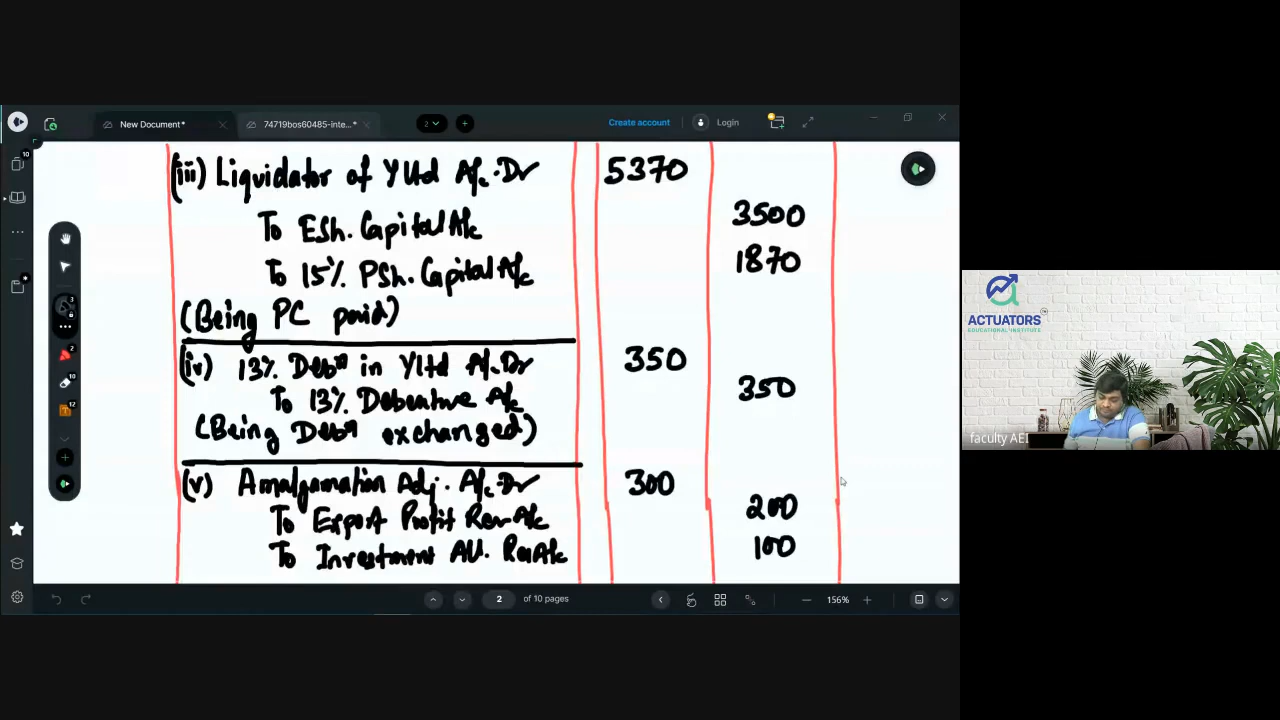 New Document*
74719bos60485-inte...*
2
Create account
Login
(iii) Liquidator of Y Ltd A/c. Dr 5370
To ESh. Capital A/c 3500
To 15% PSh. Capital A/c 1870
(Being PC paid)
(iv) 13% Debn in Y Ltd A/c. Dr 350
To 13% Debenture A/c 350
(Being Debn exchanged)
(v) Amalgamation Adj. A/c. Dr 300
To Export Profit Res A/c 200
To Investment All. Res A/c 100
2 of 10 pages
156%
ACTUATORS
EDUCATIONAL INSTITUTE
faculty AEI